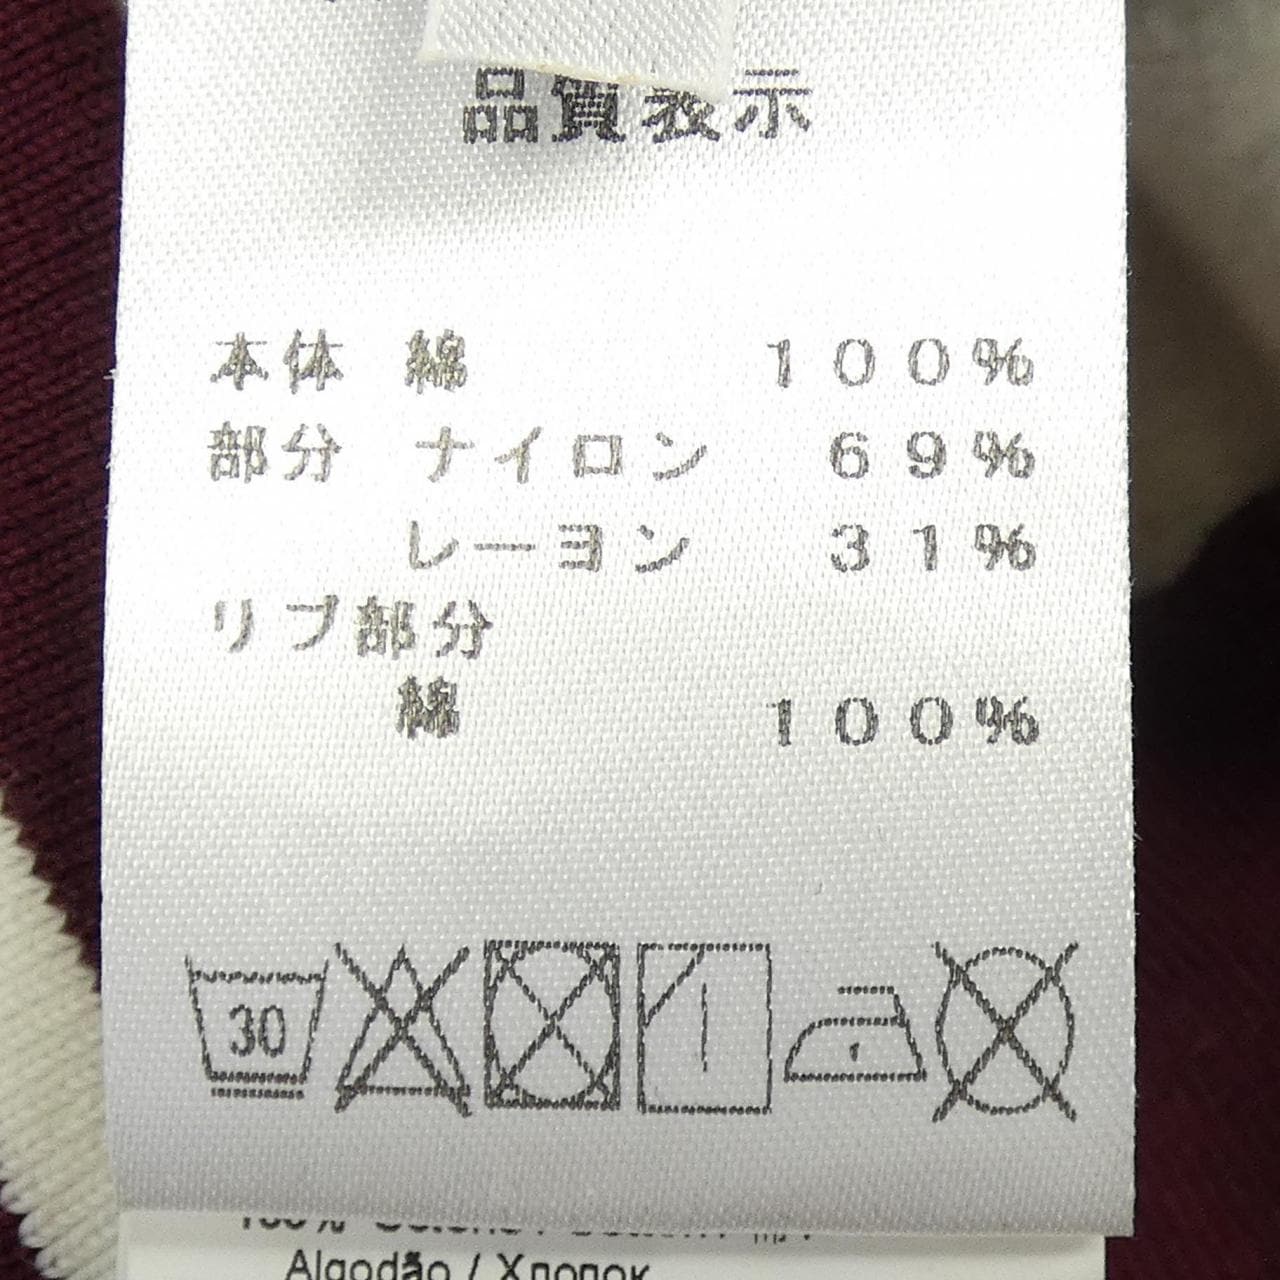 品質表示
本体 綿 100%
部分 ナイロン 69%
レーヨン 31%
リブ部分
綿 100%
30
Algodão / Хлопок